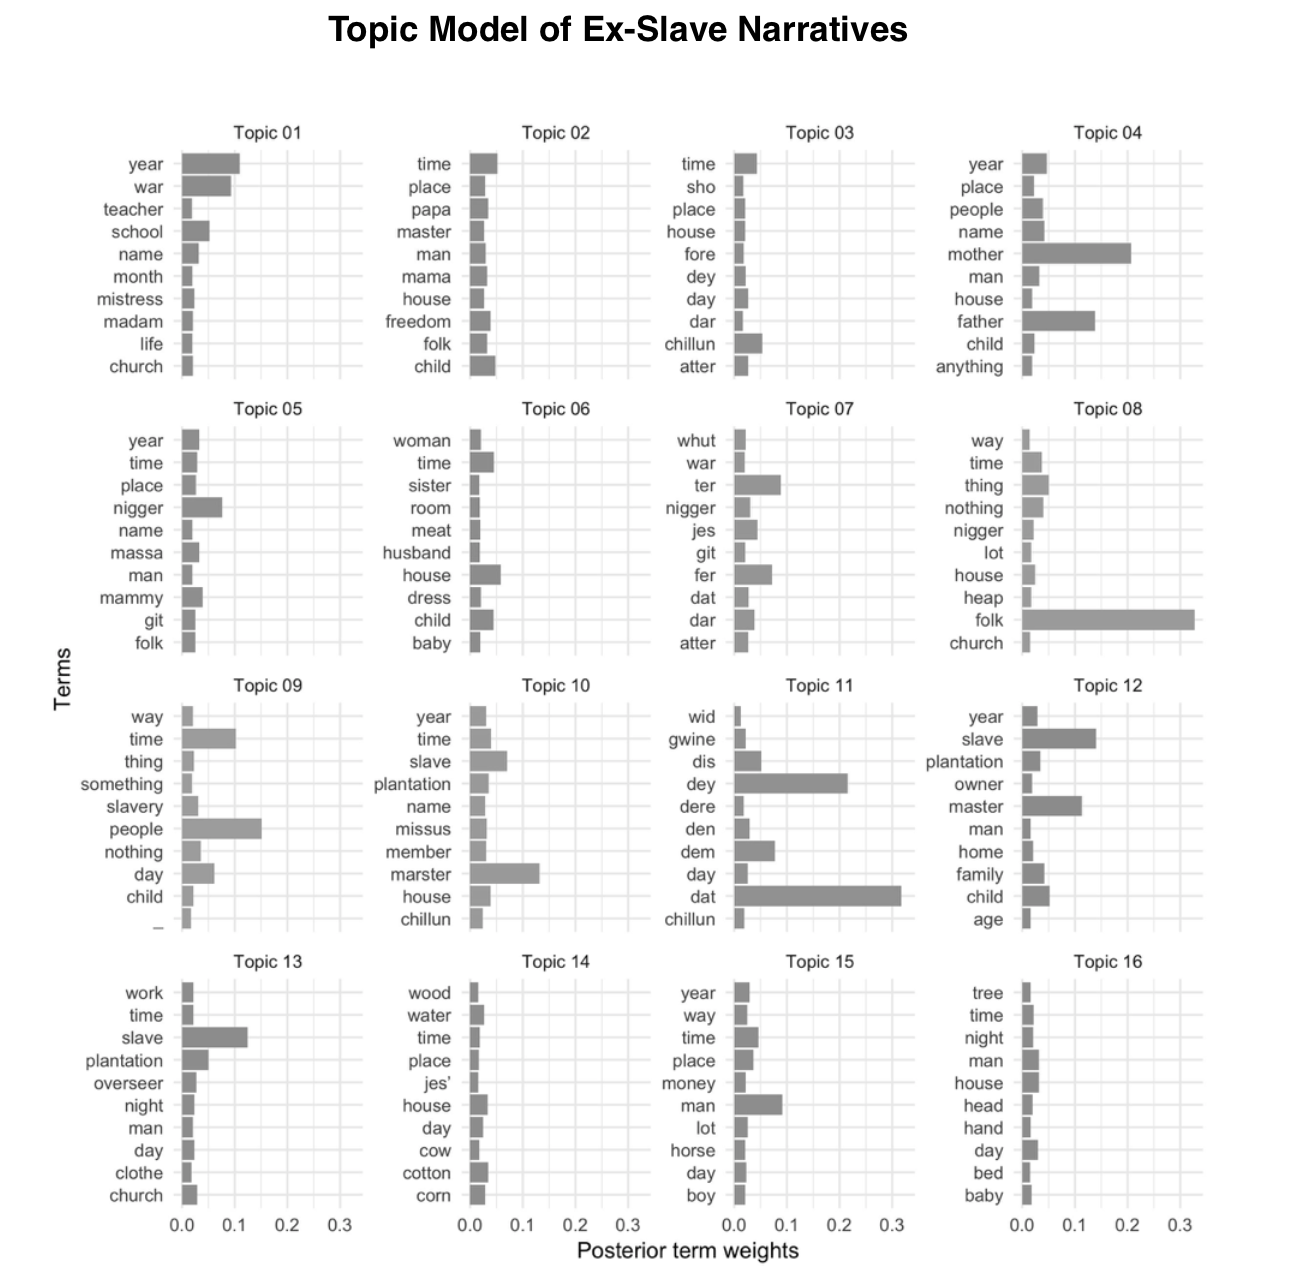 Topic Model of Ex-Slave Narratives
Terms
Topic 01
year
war
teacher
school
name
month
mistress
madam
life
church
Topic 02
time
place
papa
master
man
mama
house
freedom
folk
child
Topic 03
time
sho
place
house
fore
dey
day
dar
chillun
atter
Topic 04
year
place
people
name
mother
man
house
father
child
anything
Topic 05
year
time
place
nigger
name
massa
man
mammy
git
folk
Topic 06
woman
time
sister
room
meat
husband
house
dress
child
baby
Topic 07
whut
war
ter
nigger
jes
git
fer
dat
dar
atter
Topic 08
way
time
thing
nothing
nigger
lot
house
heap
folk
church
Topic 09
way
time
thing
something
slavery
people
nothing
day
child
_
Topic 10
year
time
slave
plantation
name
missus
member
marster
house
chillun
Topic 11
wid
gwine
dis
dey
dere
den
dem
day
dat
chillun
Topic 12
year
slave
plantation
owner
master
man
home
family
child
age
Topic 13
work
time
slave
plantation
overseer
night
man
day
clothe
church
0.0 0.1 0.2 0.3
Topic 14
wood
water
time
place
jes'
house
day
cow
cotton
corn
0.0 0.1 0.2 0.3
Topic 15
year
way
time
place
money
man
lot
horse
day
boy
0.0 0.1 0.2 0.3
Topic 16
tree
time
night
man
house
head
hand
day
bed
baby
0.0 0.1 0.2 0.3
Posterior term weights